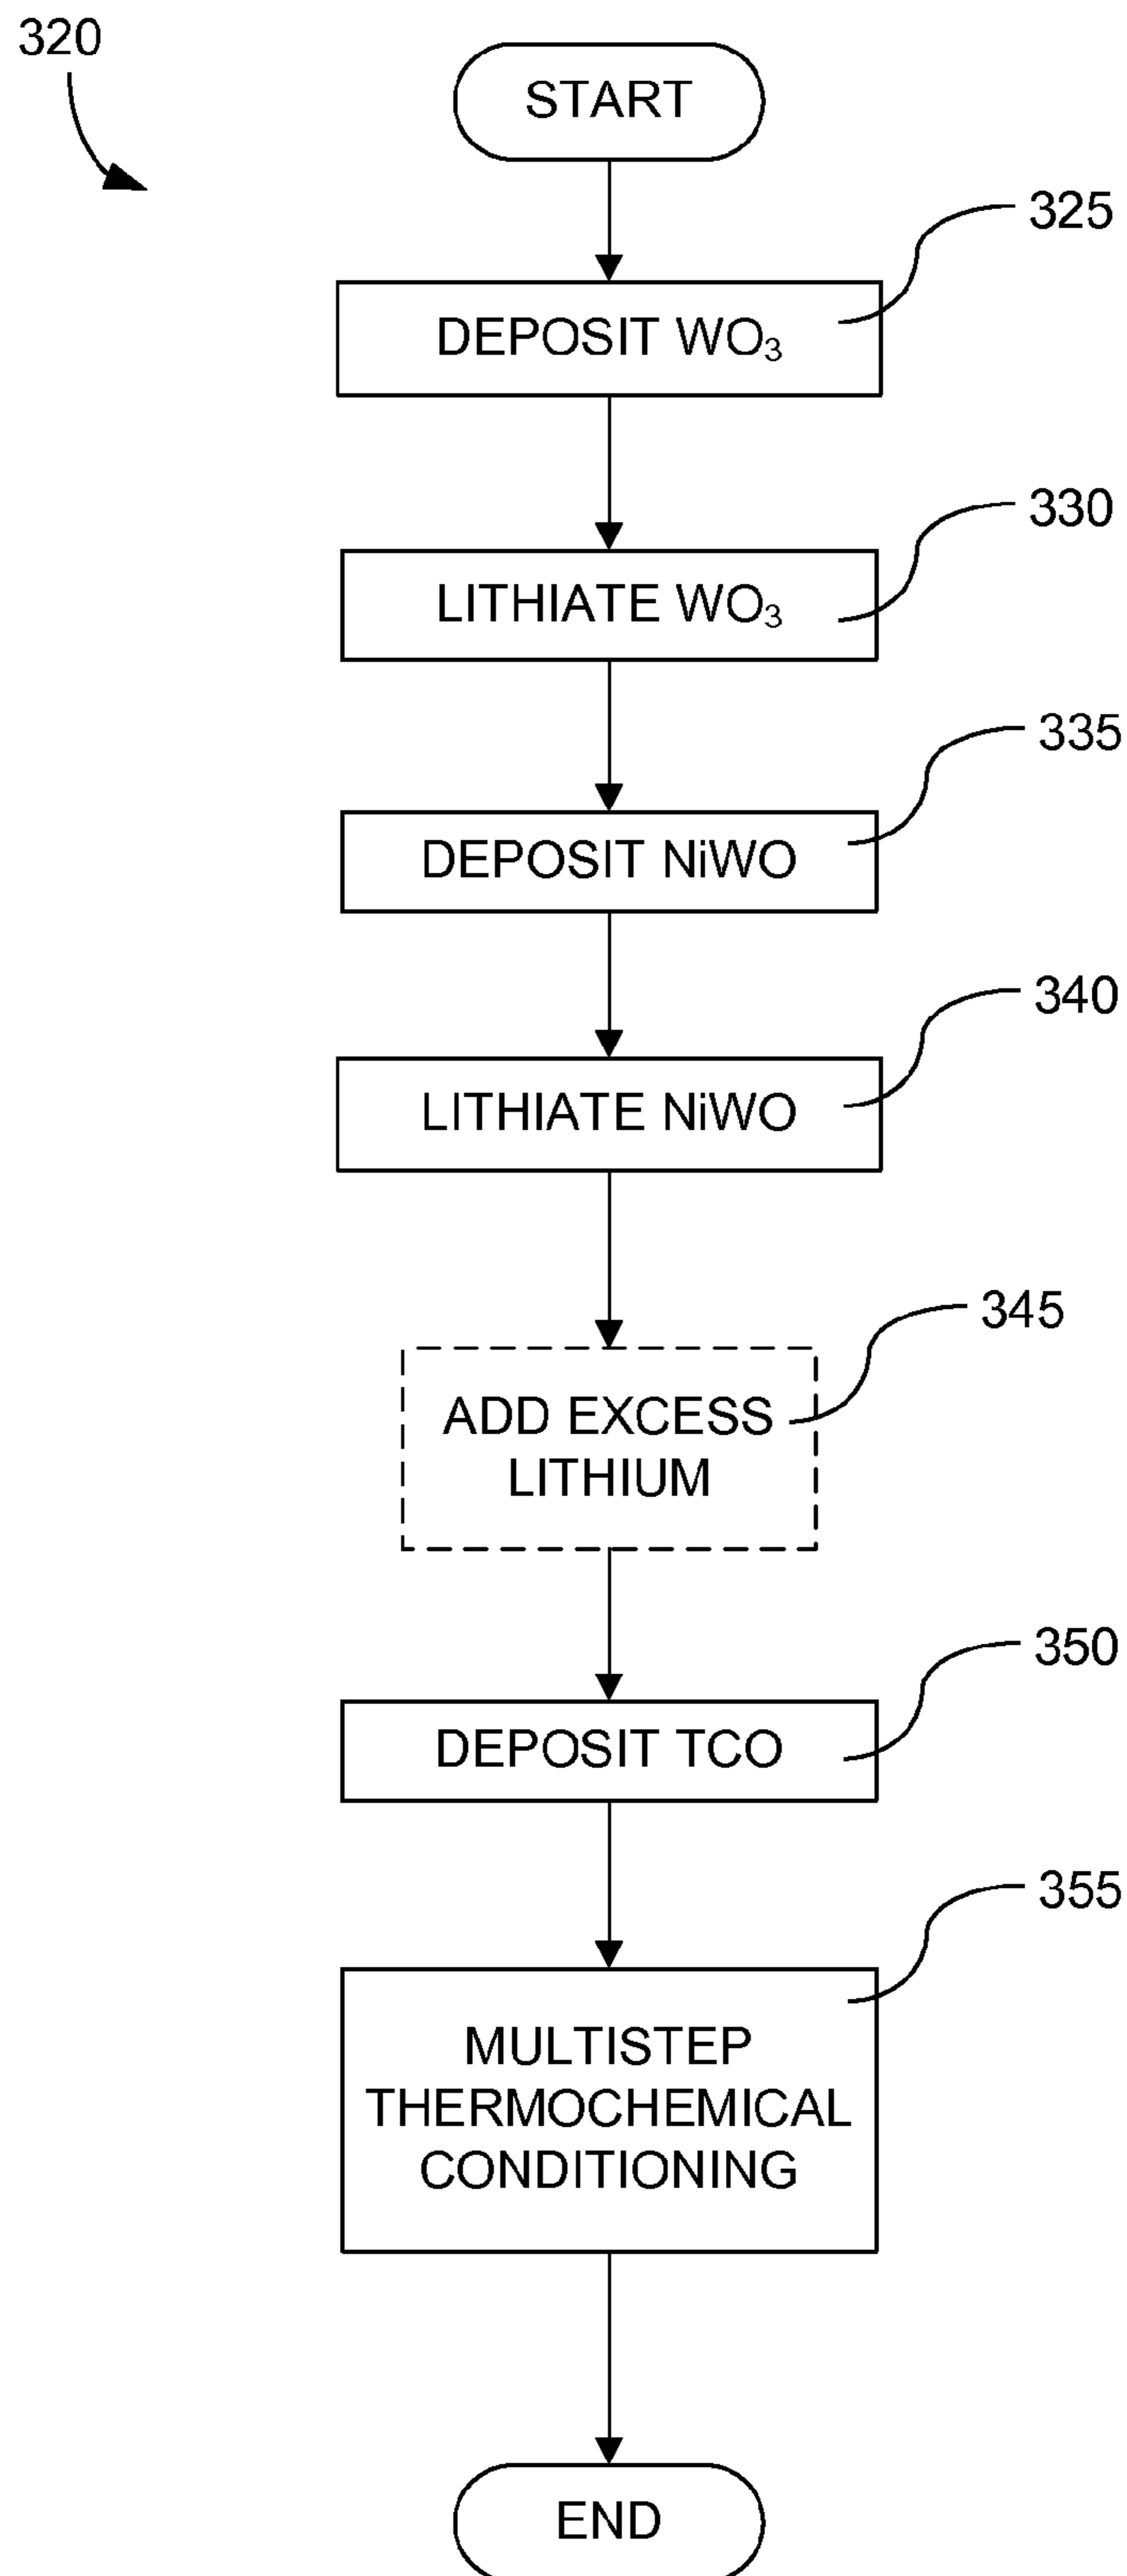 320
START
325
DEPOSIT WO₃
330
LITHIATE WO₃
335
DEPOSIT NiWO
340
LITHIATE NiWO
345
ADD EXCESS
LITHIUM
350
DEPOSIT TCO
355
MULTISTEP
THERMOCHEMICAL
CONDITIONING
END